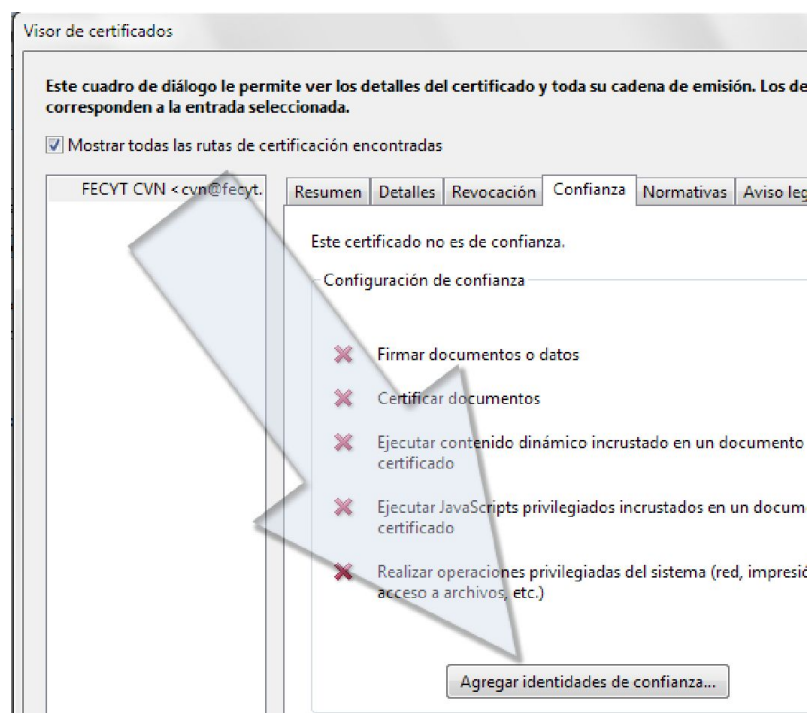 Visor de certificados
Este cuadro de diálogo le permite ver los detalles del certificado y toda su cadena de emisión. Los de
corresponden a la entrada seleccionada.
Mostrar todas las rutas de certificación encontradas
FECYT CVN <cvn@fecyt.
Resumen Detalles Revocación Confianza Normativas Aviso leg
Este certificado no es de confianza.
Configuración de confianza
Firmar documentos o datos
Certificar documentos
Ejecutar contenido dinámico incrustado en un documento
certificado
Ejecutar JavaScripts privilegiados incrustados en un docum
certificado
Realizar operaciones privilegiadas del sistema (red, impresió
acceso a archivos, etc.)
Agregar identidades de confianza...